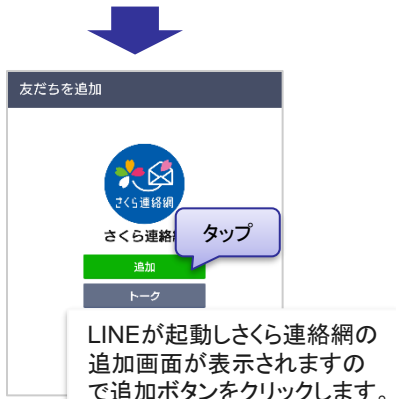 友だちを追加
さくら連絡網
さくら連絡
タップ
追加
トーク
LINEが起動しさくら連絡網の
追加画面が表示されますの
で追加ボタンをクリックします。